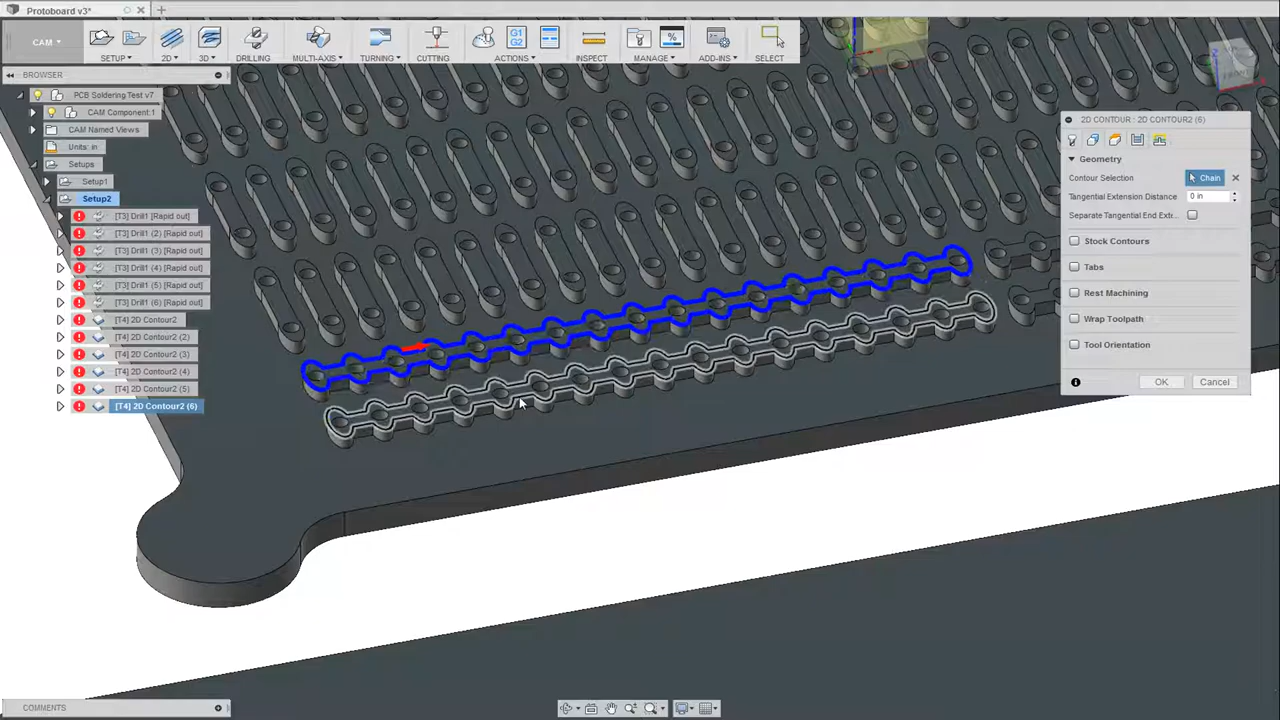 Protoboard v3*
CAM
SETUP
2D
3D
DRILLING
MULTI-AXIS
TURNING
CUTTING
G1
G2
ACTIONS
INSPECT
%
MANAGE
ADD-INS
SELECT
BROWSER
PCB Soldering Test v7
CAM Component:1
CAM Named Views
Units: in
Setups
Setup1
Setup2
[T3] Drill1 [Rapid out]
[T3] Drill1 (2) [Rapid out]
[T3] Drill1 (3) [Rapid out]
[T3] Drill1 (4) [Rapid out]
[T3] Drill1 (5) [Rapid out]
[T3] Drill1 (6) [Rapid out]
[T4] 2D Contour2
[T4] 2D Contour2 (2)
[T4] 2D Contour2 (3)
[T4] 2D Contour2 (4)
[T4] 2D Contour2 (5)
[T4] 2D Contour2 (6)
2D CONTOUR : 2D CONTOUR2 (6)
Geometry
Contour Selection Chain
Tangential Extension Distance 0 in
Separate Tangential End Exte...
Stock Contours
Tabs
Rest Machining
Wrap Toolpath
Tool Orientation
OK Cancel
COMMENTS